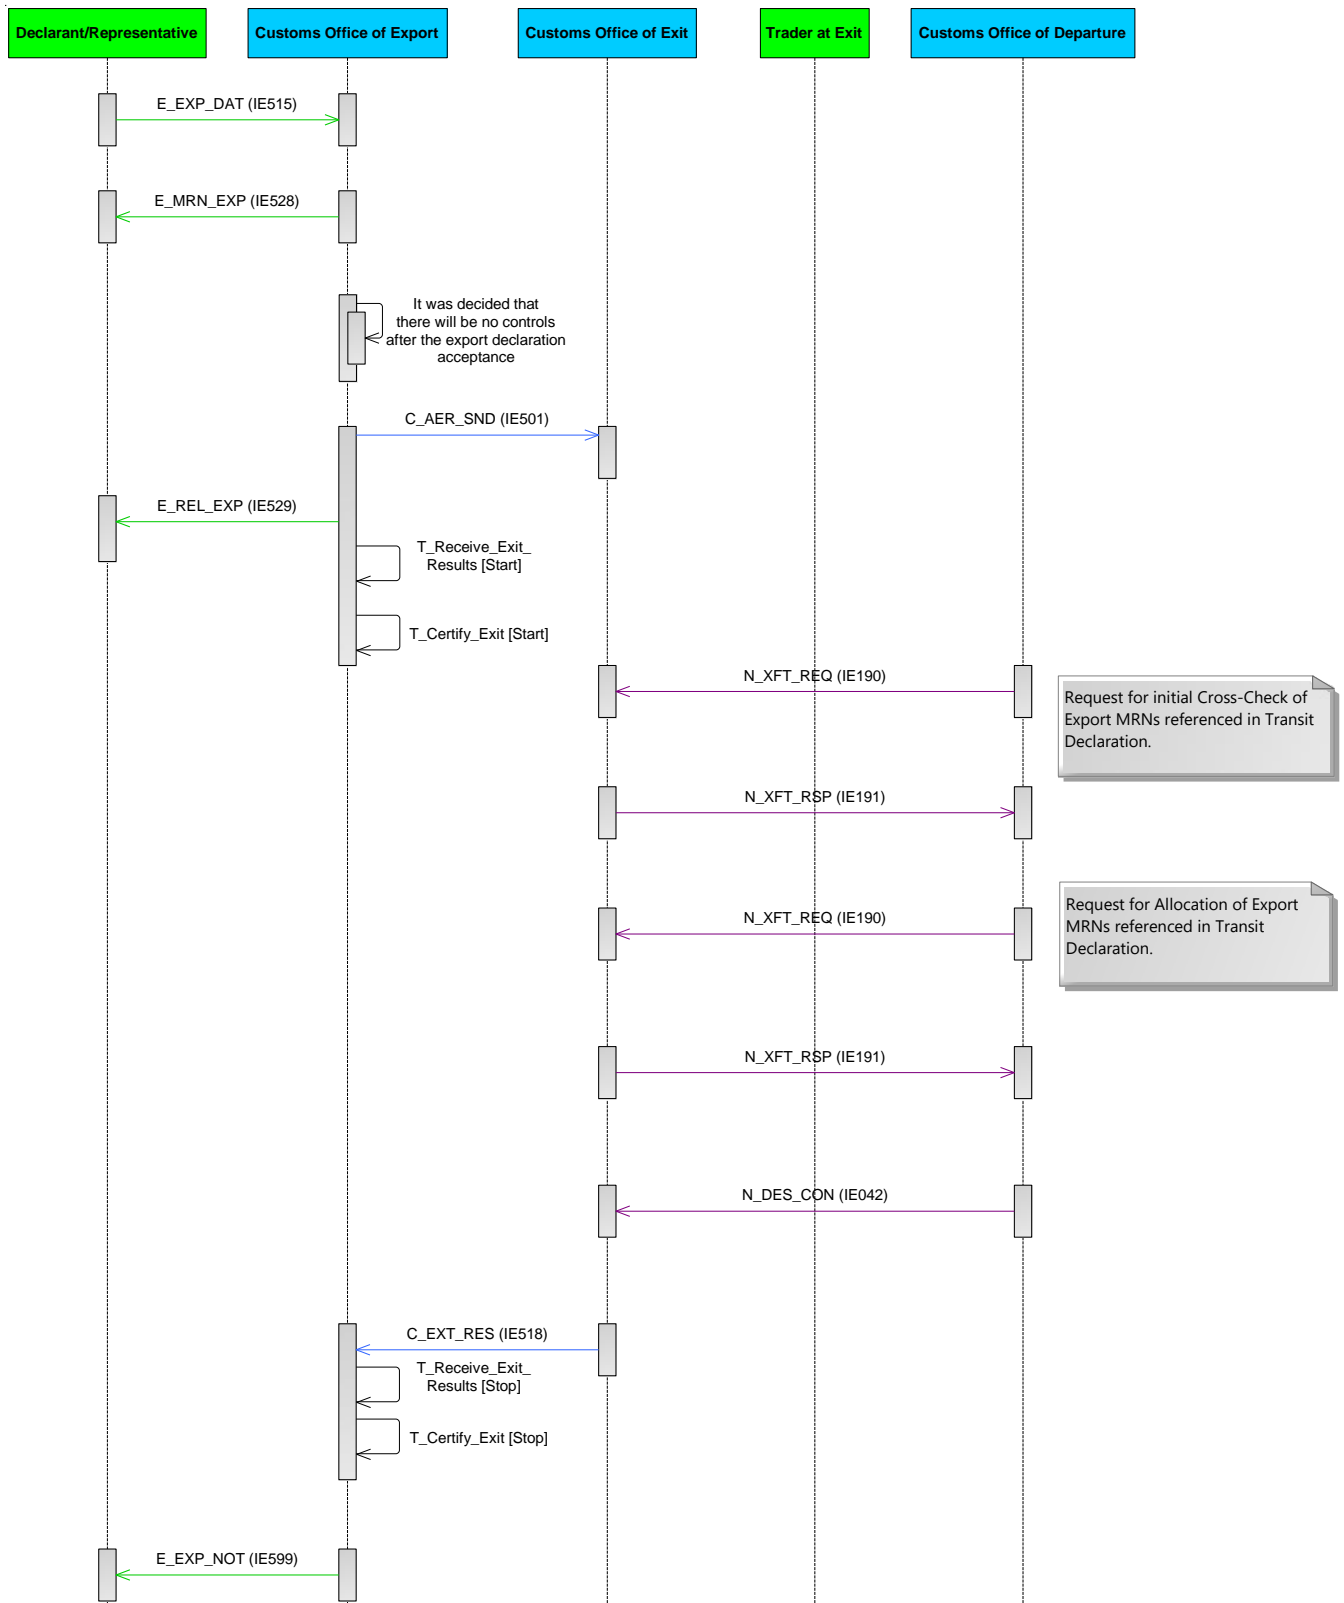 Declarant/Representative
Customs Office of Export
Customs Office of Exit
Trader at Exit
Customs Office of Departure
E_EXP_DAT (IE515)
E_MRN_EXP (IE528)
It was decided that
there will be no controls
after the export declaration
acceptance
C_AER_SND (IE501)
E_REL_EXP (IE529)
T_Receive_Exit_
Results [Start]
T_Certify_Exit [Start]
N_XFT_REQ (IE190)
Request for initial Cross-Check of
Export MRNs referenced in Transit
Declaration.
N_XFT_RSP (IE191)
N_XFT_REQ (IE190)
Request for Allocation of Export
MRNs referenced in Transit
Declaration.
N_XFT_RSP (IE191)
N_DES_CON (IE042)
C_EXT_RES (IE518)
T_Receive_Exit_
Results [Stop]
T_Certify_Exit [Stop]
E_EXP_NOT (IE599)